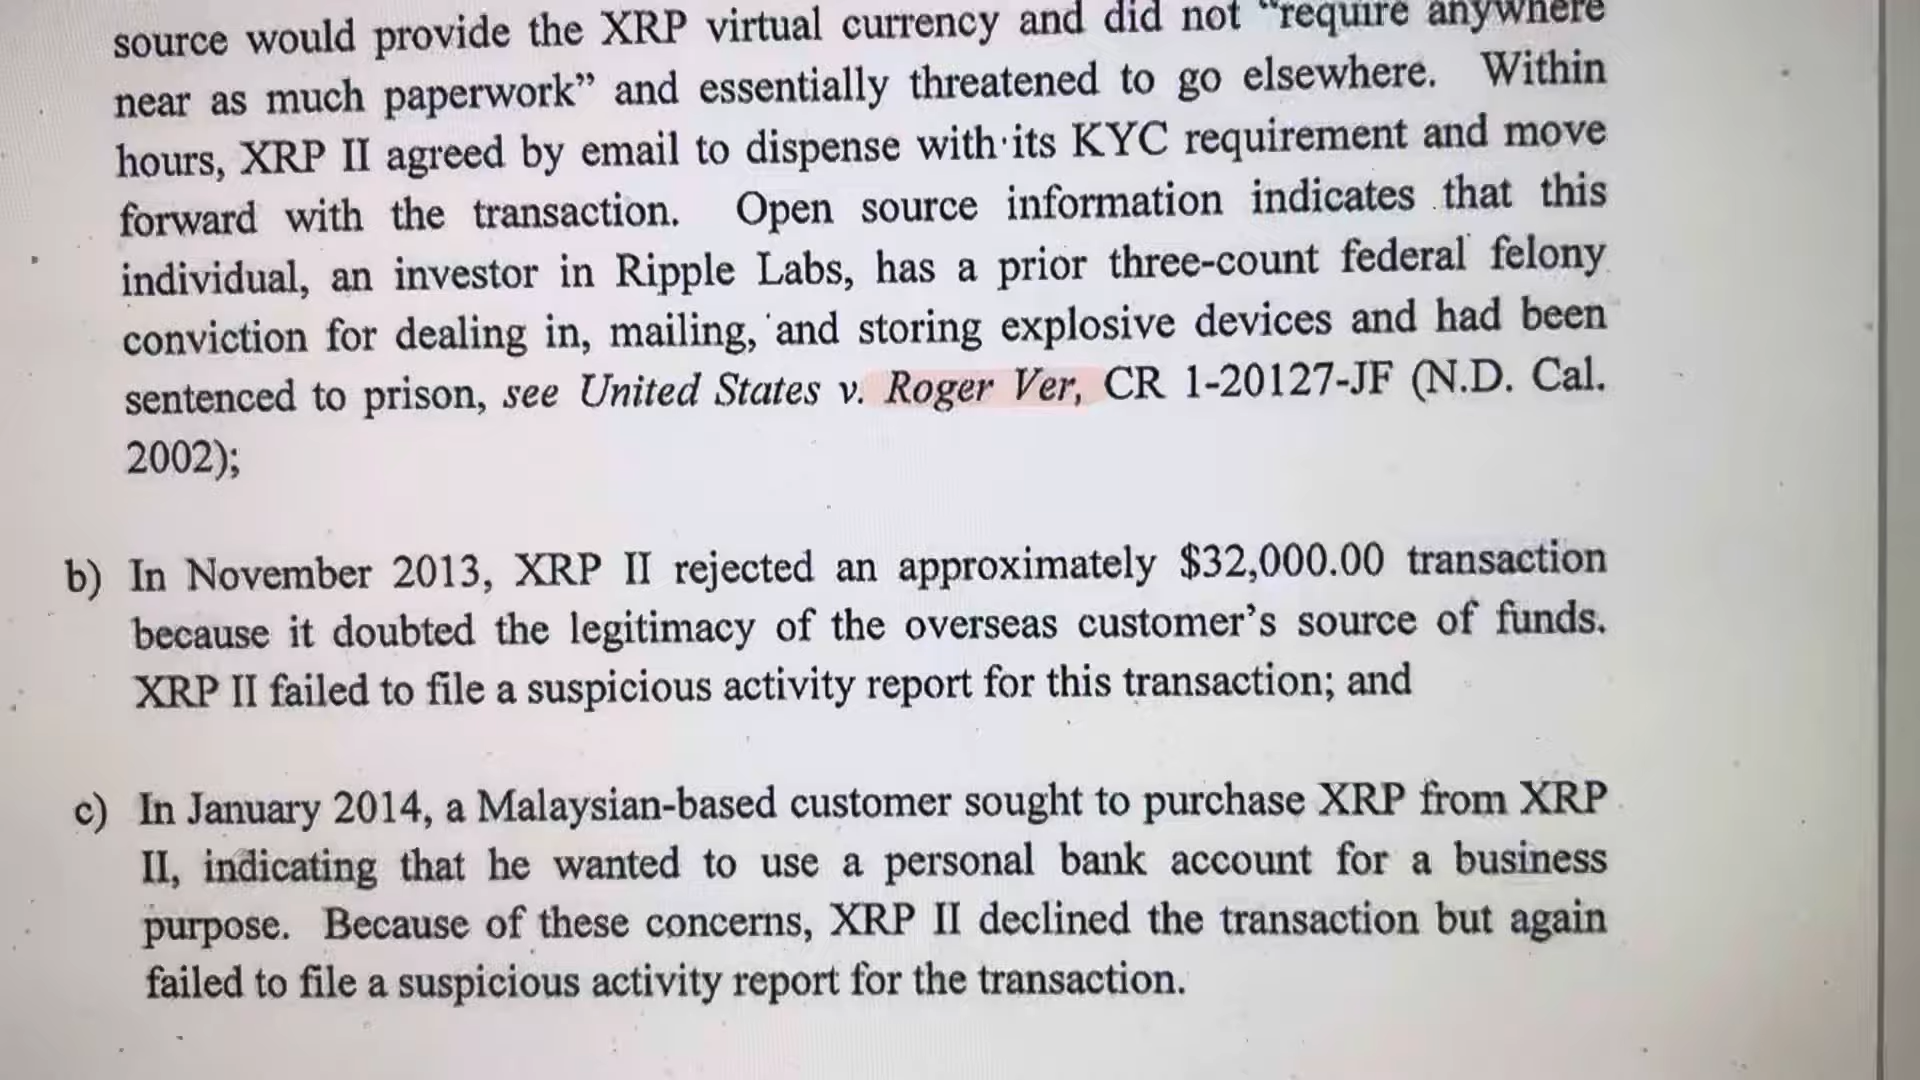 source would provide the XRP virtual currency and did not “require anywhere
near as much paperwork” and essentially threatened to go elsewhere. Within
hours, XRP II agreed by email to dispense with its KYC requirement and move
forward with the transaction. Open source information indicates that this
individual, an investor in Ripple Labs, has a prior three-count federal felony
conviction for dealing in, mailing, and storing explosive devices and had been
sentenced to prison, see United States v. Roger Ver, CR 1-20127-JF (N.D. Cal.
2002);
b) In November 2013, XRP II rejected an approximately $32,000.00 transaction
because it doubted the legitimacy of the overseas customer’s source of funds.
XRP II failed to file a suspicious activity report for this transaction; and
c) In January 2014, a Malaysian-based customer sought to purchase XRP from XRP
II, indicating that he wanted to use a personal bank account for a business
purpose. Because of these concerns, XRP II declined the transaction but again
failed to file a suspicious activity report for the transaction.